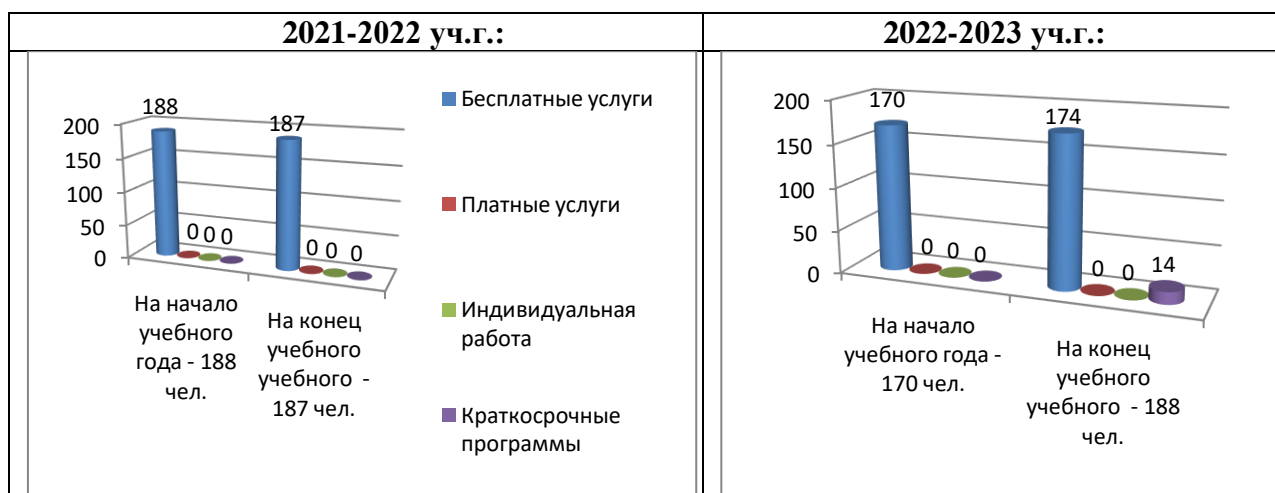 2021-2022 уч.г.:
2022-2023 уч.г.:
188
187
200
150
100
50
0
0 0 0
0 0 0
На начало
учебного
года - 188
чел.
На конец
учебного
учебного -
187 чел.
Бесплатные услуги
Платные услуги
Индивидуальная
работа
Краткосрочные
программы
170
174
200
150
100
50
0
0 0 0
0 0 14
На начало
учебного года -
170 чел.
На конец
учебного
учебного - 188
чел.